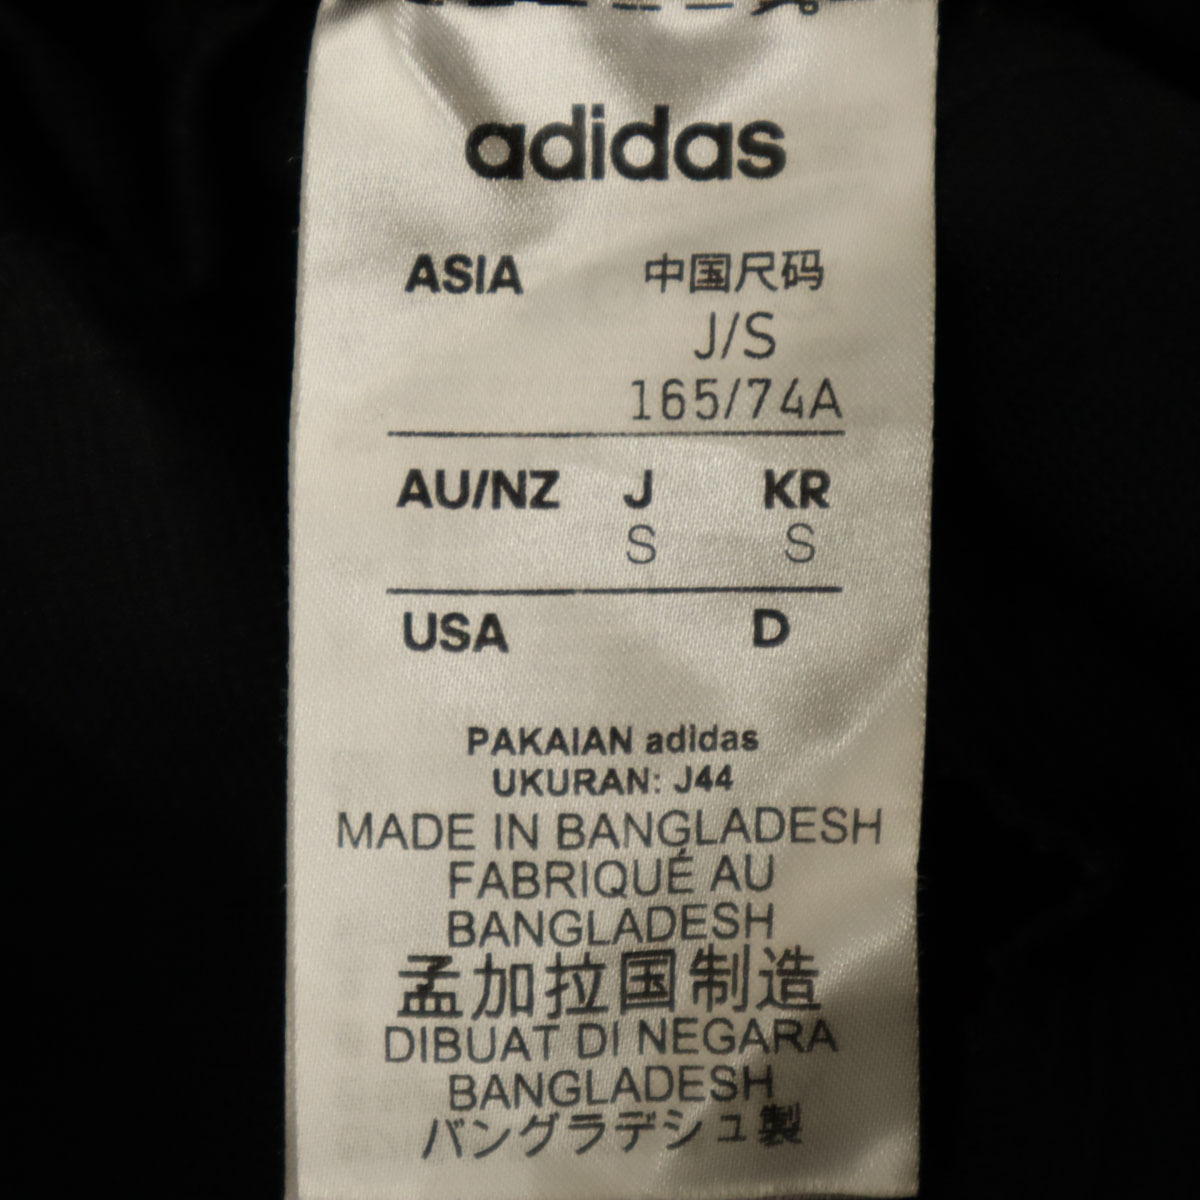 adidas
ASIA 中国尺码
J/S
165/74A
AU/NZ J KR
S S
USA D
PAKAIAN adidas
UKURAN: J44
MADE IN BANGLADESH
FABRIQUÉ AU
BANGLADESH
孟加拉国制造
DIBUAT DI NEGARA
BANGLADESH
バングラデシュ製